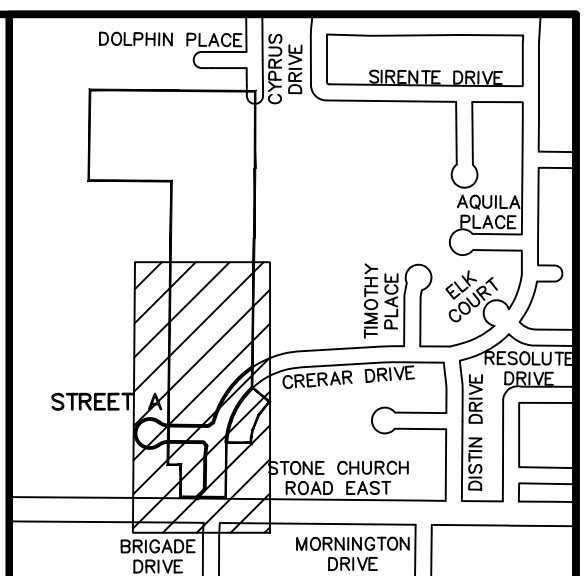 DOLPHIN PLACE
CYPRUS
DRIVE
SIRENTE DRIVE
AQUILA
PLACE
TIMOTHY
PLACE
ELK
COURT
RESOLUTE
DRIVE
CRERAR DRIVE
DISTIN DRIVE
STREET A
STONE CHURCH
ROAD EAST
BRIGADE
DRIVE
MORNINGTON
DRIVE